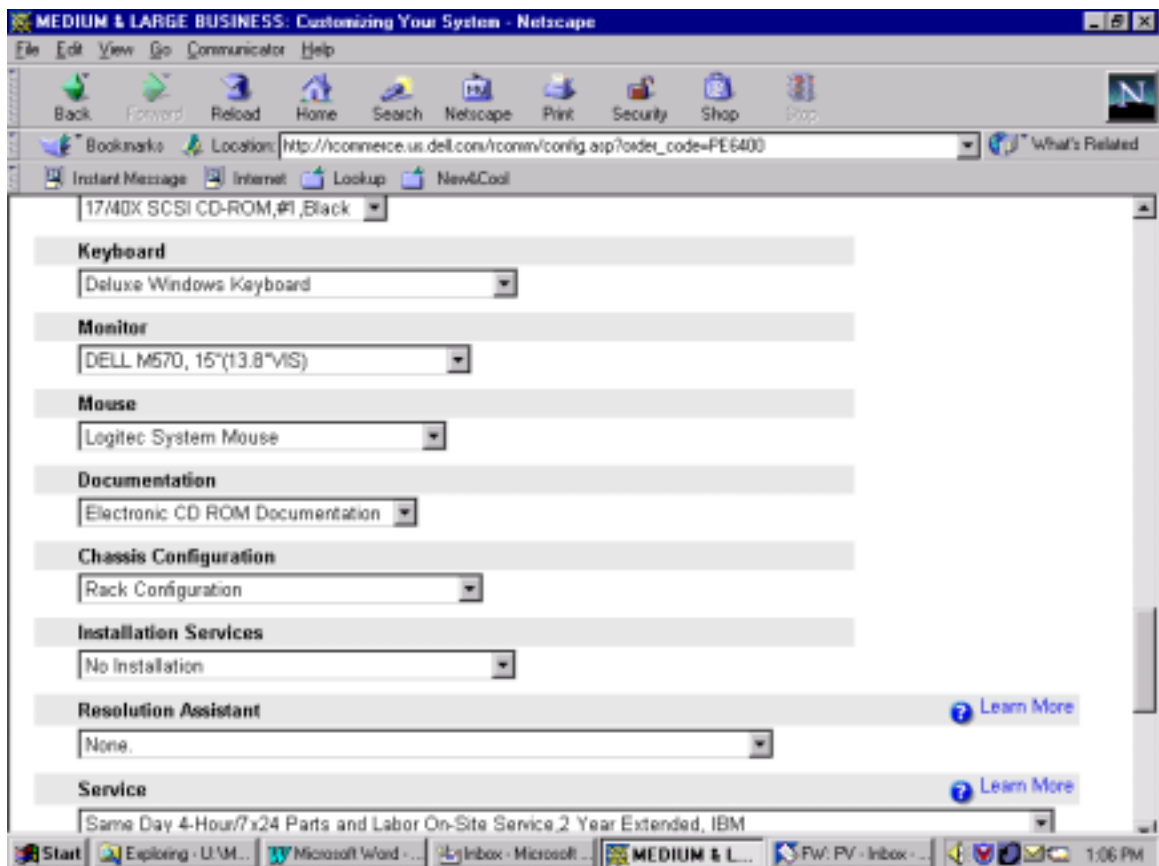 MEDIUM & LARGE BUSINESS: Customizing Your System - Netscape
File Edit View Go Communicator Help
Back Forward Reload Home Search Netscape Print Security Shop Stop
Bookmarks Location: http://rcommerce.us.dell.com/rcomm/config.asp?order_code=PE6400 What's Related
Instant Message Internet Lookup New&Cool
17/40X SCSI CD-ROM,#1,Black
Keyboard
Deluxe Windows Keyboard
Monitor
DELL M570, 15"(13.8"VIS)
Mouse
Logitec System Mouse
Documentation
Electronic CD ROM Documentation
Chassis Configuration
Rack Configuration
Installation Services
No Installation
Resolution Assistant Learn More
None.
Service Learn More
Same Day 4-Hour/7x24 Parts and Labor On-Site Service,2 Year Extended, IBM
Start Exploring - U:\M... Microsoft Word - ... Inbox - Microsoft ... MEDIUM & L... FW: PV - Inbox - ... 1:06 PM